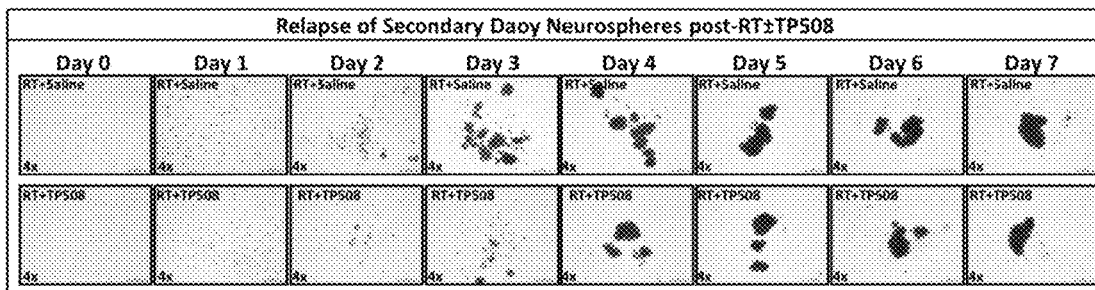 Relapse of Secondary Daoy Neurospheres post-RT±TP508
Day 0 Day 1 Day 2 Day 3 Day 4 Day 5 Day 6 Day 7
RT+Saline RT+Saline RT+Saline RT+Saline RT+Saline RT+Saline RT+Saline RT+Saline
4x 4x 4x 4x 4x 4x 4x 4x
RT+TP508 RT+TP508 RT+TP508 RT+TP508 RT+TP508 RT+TP508 RT+TP508 RT+TP508
4x 4x 4x 4x 4x 4x 4x 4x